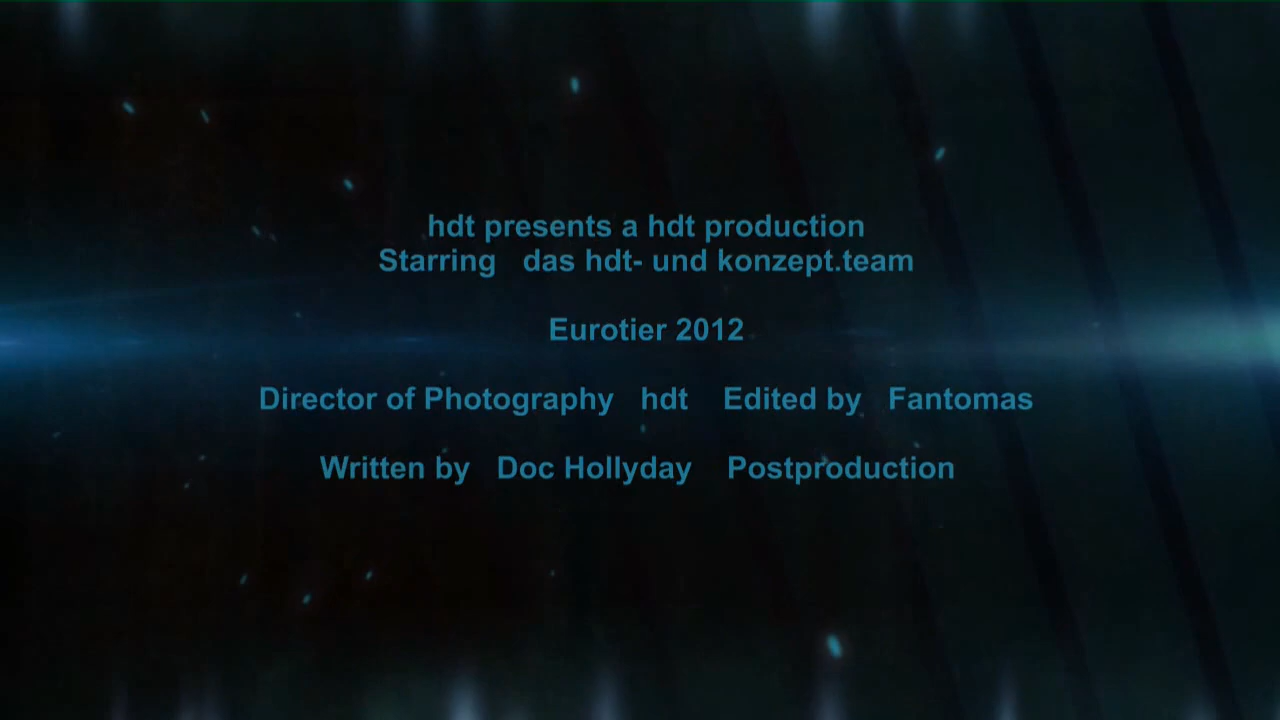 hdt presents a hdt production
Starring das hdt- und konzept.team
Eurotier 2012
Director of Photography hdt Edited by Fantomas
Written by Doc Hollyday Postproduction